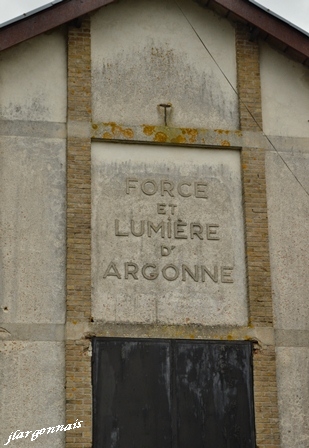 FORCE
ET
LUMIÈRE
D'
ARGONNE
jlargonnais